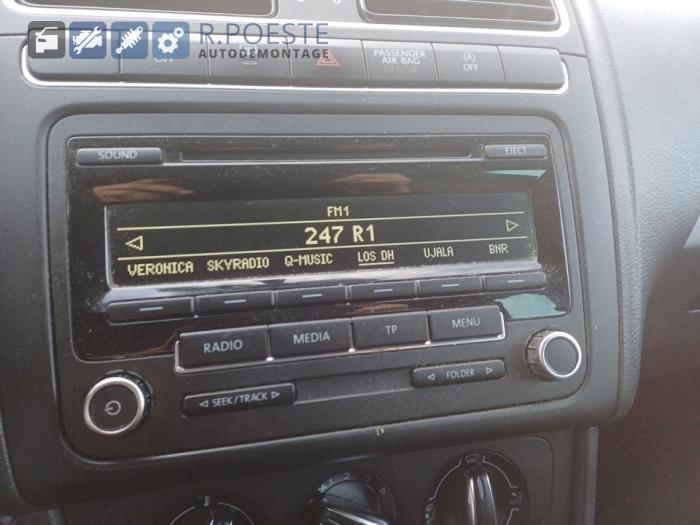 R.POESTE
AUTODEMONTAGE
OFF
PASSENGER
AIR BAG
OFF
SOUND
EJECT
FM1
247 R1
VERONICA SKYRADIO Q-MUSIC LOS DH UJALA BNR
RADIO MEDIA TP MENU
SEEK/TRACK
FOLDER